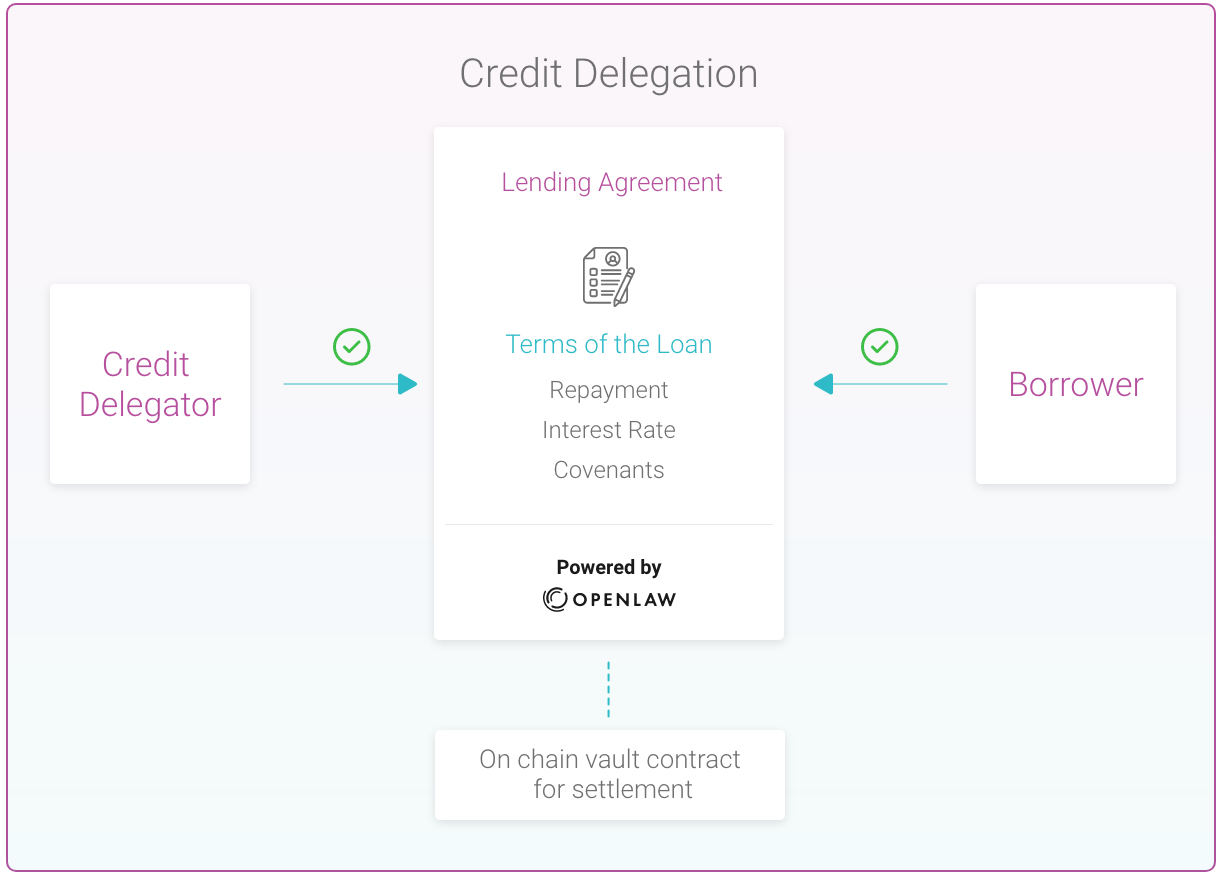 Credit Delegation
Lending Agreement
Credit
Delegator
Terms of the Loan
Repayment
Interest Rate
Covenants
Borrower
Powered by
OPENLAW
On chain vault contract
for settlement